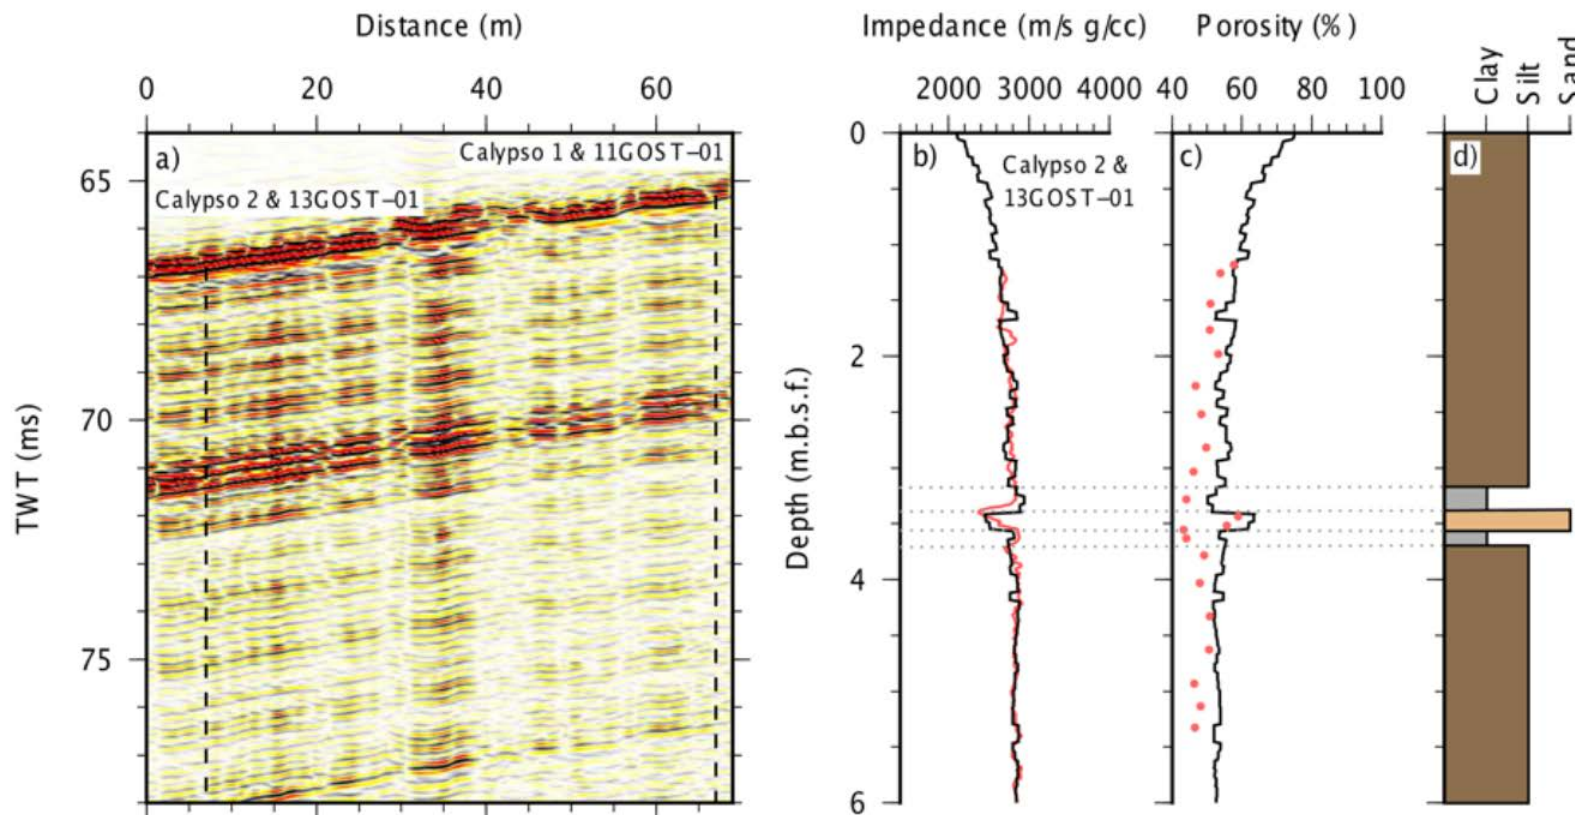 Distance (m)
0 20 40 60
TWT (ms)
65
70
75
a)
Calypso 1 & 11GOST–01
Calypso 2 & 13GOST–01
Impedance (m/s g/cc)
2000 3000 4000
Depth (m.b.s.f.)
0
2
4
6
b)
Calypso 2 &
13GOST–01
Porosity (%)
40 60 80 100
c)
Clay
Silt
Sand
d)